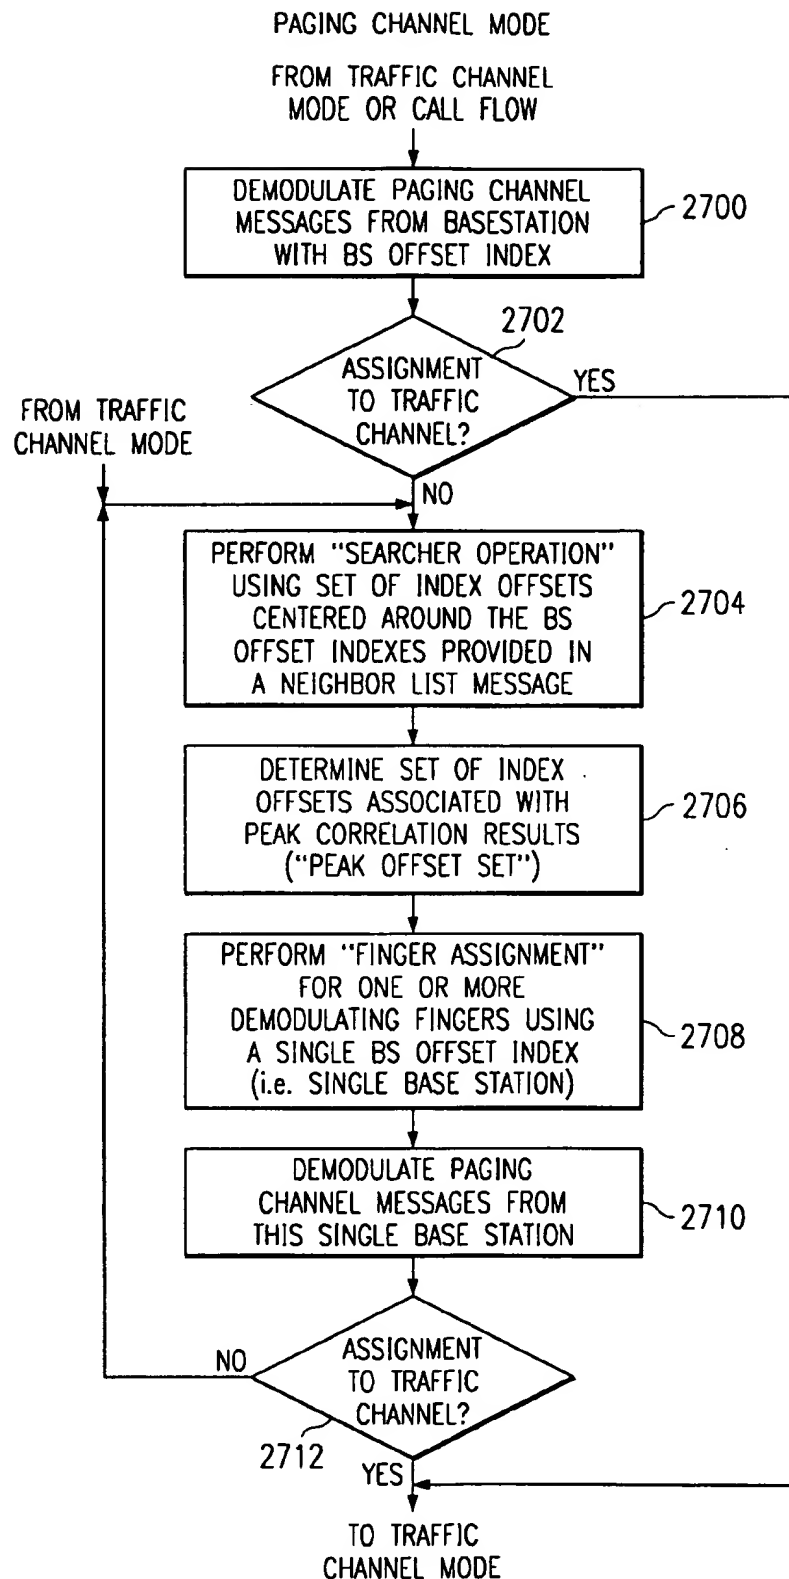 PAGING CHANNEL MODE
FROM TRAFFIC CHANNEL
MODE OR CALL FLOW
DEMODULATE PAGING CHANNEL
MESSAGES FROM BASESTATION
WITH BS OFFSET INDEX
2700
2702
ASSIGNMENT
TO TRAFFIC
CHANNEL?
YES
FROM TRAFFIC
CHANNEL MODE
NO
PERFORM "SEARCHER OPERATION"
USING SET OF INDEX OFFSETS
CENTERED AROUND THE BS
OFFSET INDEXES PROVIDED IN
A NEIGHBOR LIST MESSAGE
2704
DETERMINE SET OF INDEX
OFFSETS ASSOCIATED WITH
PEAK CORRELATION RESULTS
("PEAK OFFSET SET")
2706
PERFORM "FINGER ASSIGNMENT"
FOR ONE OR MORE
DEMODULATING FINGERS USING
A SINGLE BS OFFSET INDEX
(i.e. SINGLE BASE STATION)
2708
DEMODULATE PAGING
CHANNEL MESSAGES FROM
THIS SINGLE BASE STATION
2710
NO
ASSIGNMENT
TO TRAFFIC
CHANNEL?
2712
YES
TO TRAFFIC
CHANNEL MODE